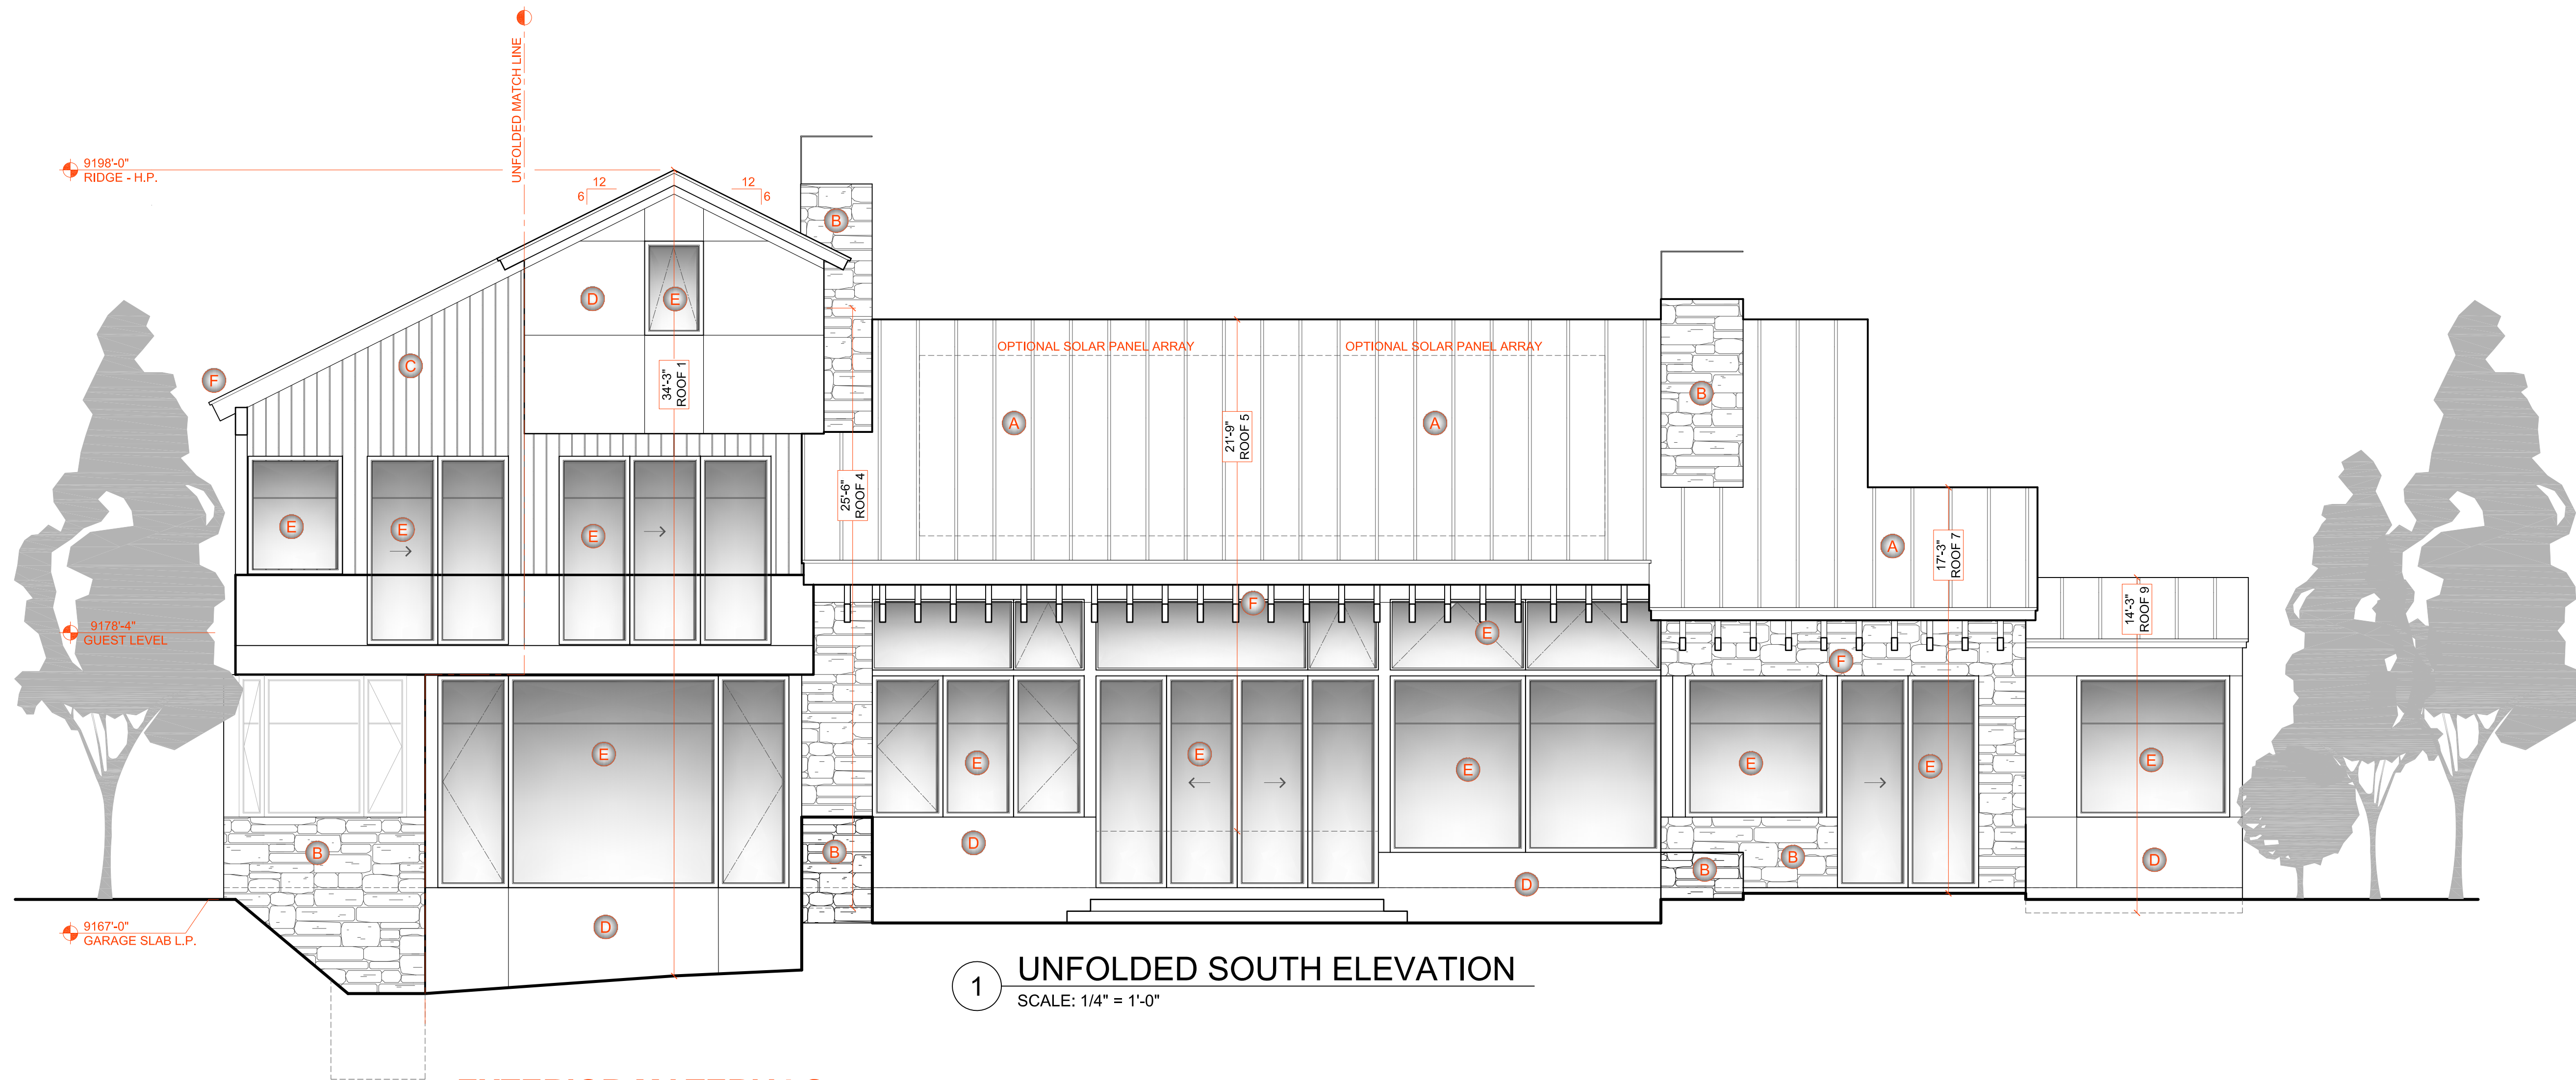 UNFOLDED MATCH LINE
9198'-0"
RIDGE - H.P.
12
6
12
6
B
D
E
C
F
34'-3"
ROOF 1
OPTIONAL SOLAR PANEL ARRAY
OPTIONAL SOLAR PANEL ARRAY
A
A
21'-9"
ROOF 5
B
25'-6"
ROOF 4
E
E
E
A
17'-3"
ROOF 7
14'-3"
ROOF 9
F
E
F
9178'-4"
GUEST LEVEL
E
E
E
E
E
E
E
B
B
D
B
B
D
D
D
9167'-0"
GARAGE SLAB L.P.
1
UNFOLDED SOUTH ELEVATION
SCALE: 1/4" = 1'-0"